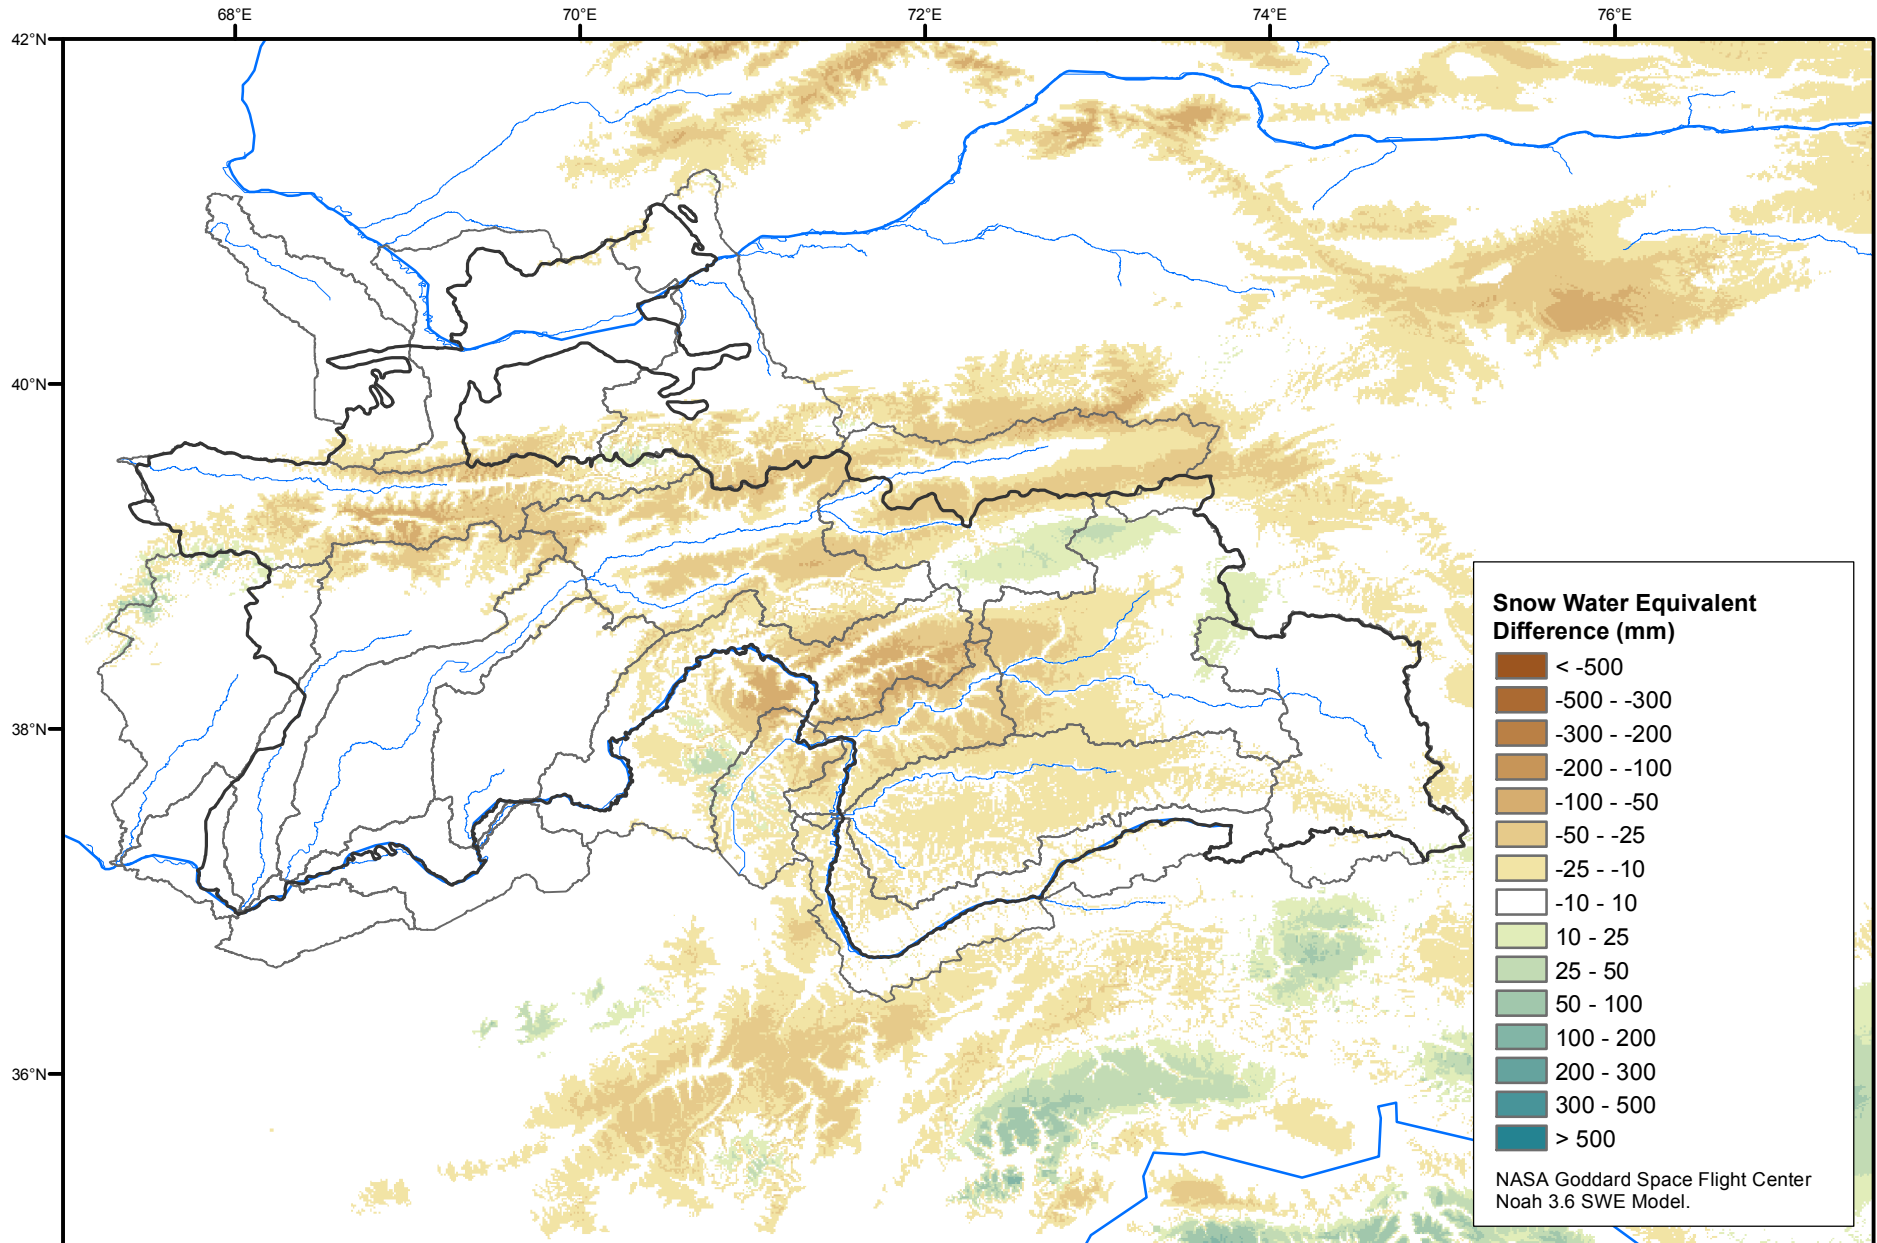 68°E 70°E 72°E 74°E 76°E
42°N
40°N
38°N
36°N
Snow Water Equivalent
Difference (mm)
< -500
-500 - -300
-300 - -200
-200 - -100
-100 - -50
-50 - -25
-25 - -10
-10 - 10
10 - 25
25 - 50
50 - 100
100 - 200
200 - 300
300 - 500
> 500
NASA Goddard Space Flight Center
Noah 3.6 SWE Model.